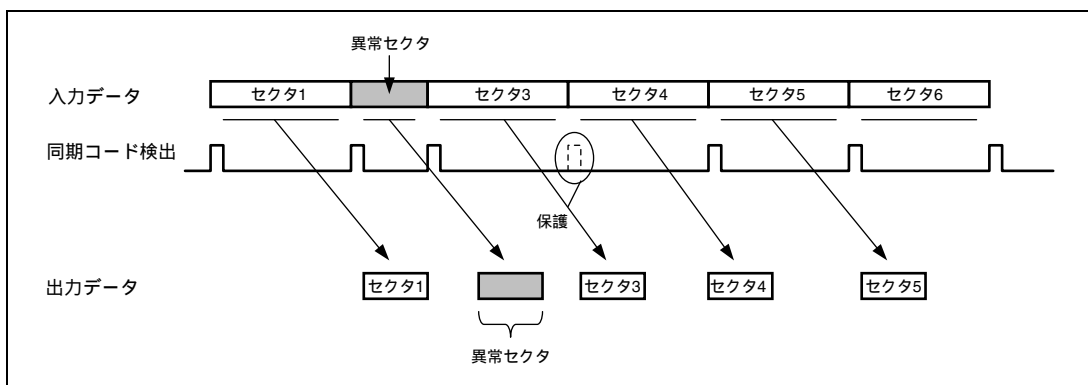 異常セクタ
入力データ
セクタ1 セクタ3 セクタ4 セクタ5 セクタ6
同期コード検出
保護
出力データ
セクタ1 セクタ3 セクタ4 セクタ5
異常セクタ